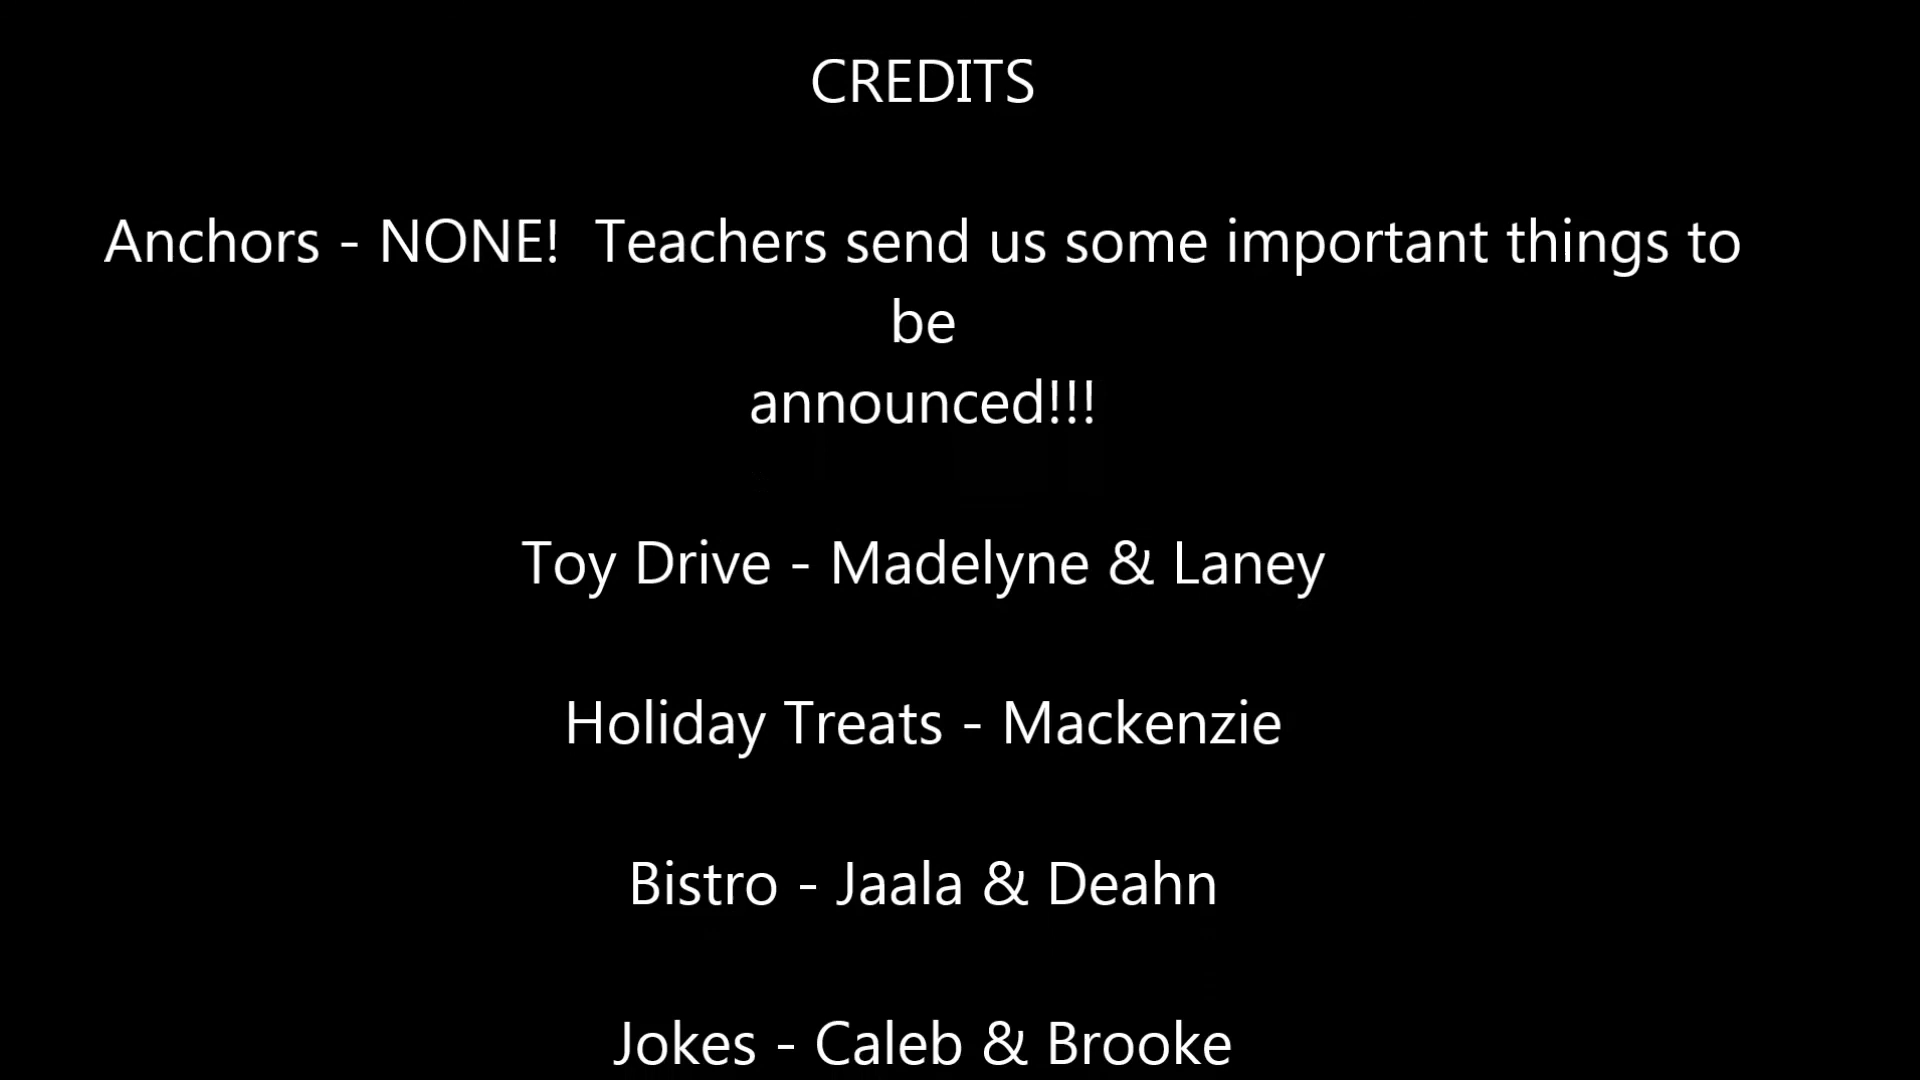 CREDITS
Anchors - NONE!  Teachers send us some important things to
be
announced!!!
Toy Drive - Madelyne & Laney
Holiday Treats - Mackenzie
Bistro - Jaala & Deahn
Jokes - Caleb & Brooke